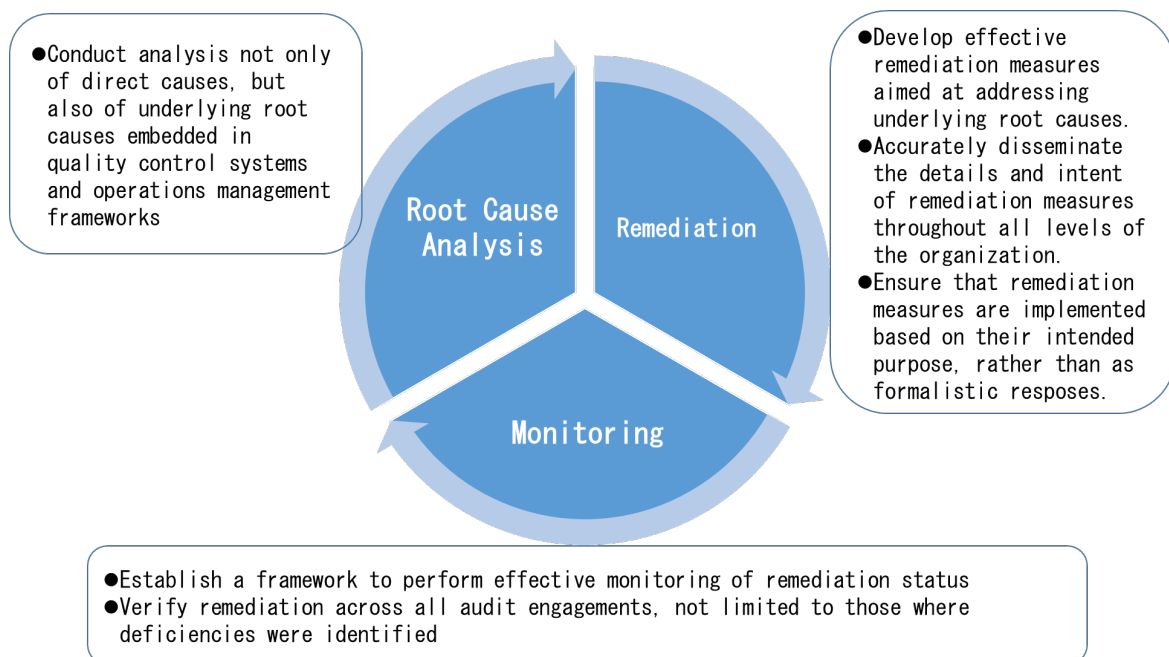 ●Conduct analysis not only
of direct causes, but
also of underlying root
causes embedded in
quality control systems
and operations management
frameworks
Root Cause
Analysis
Remediation
●Develop effective
remediation measures
aimed at addressing
underlying root causes.
●Accurately disseminate
the details and intent
of remediation measures
throughout all levels of
the organization.
●Ensure that remediation
measures are implemented
based on their intended
purpose, rather than as
formalistic resposes.
Monitoring
●Establish a framework to perform effective monitoring of remediation status
●Verify remediation across all audit engagements, not limited to those where
deficiencies were identified